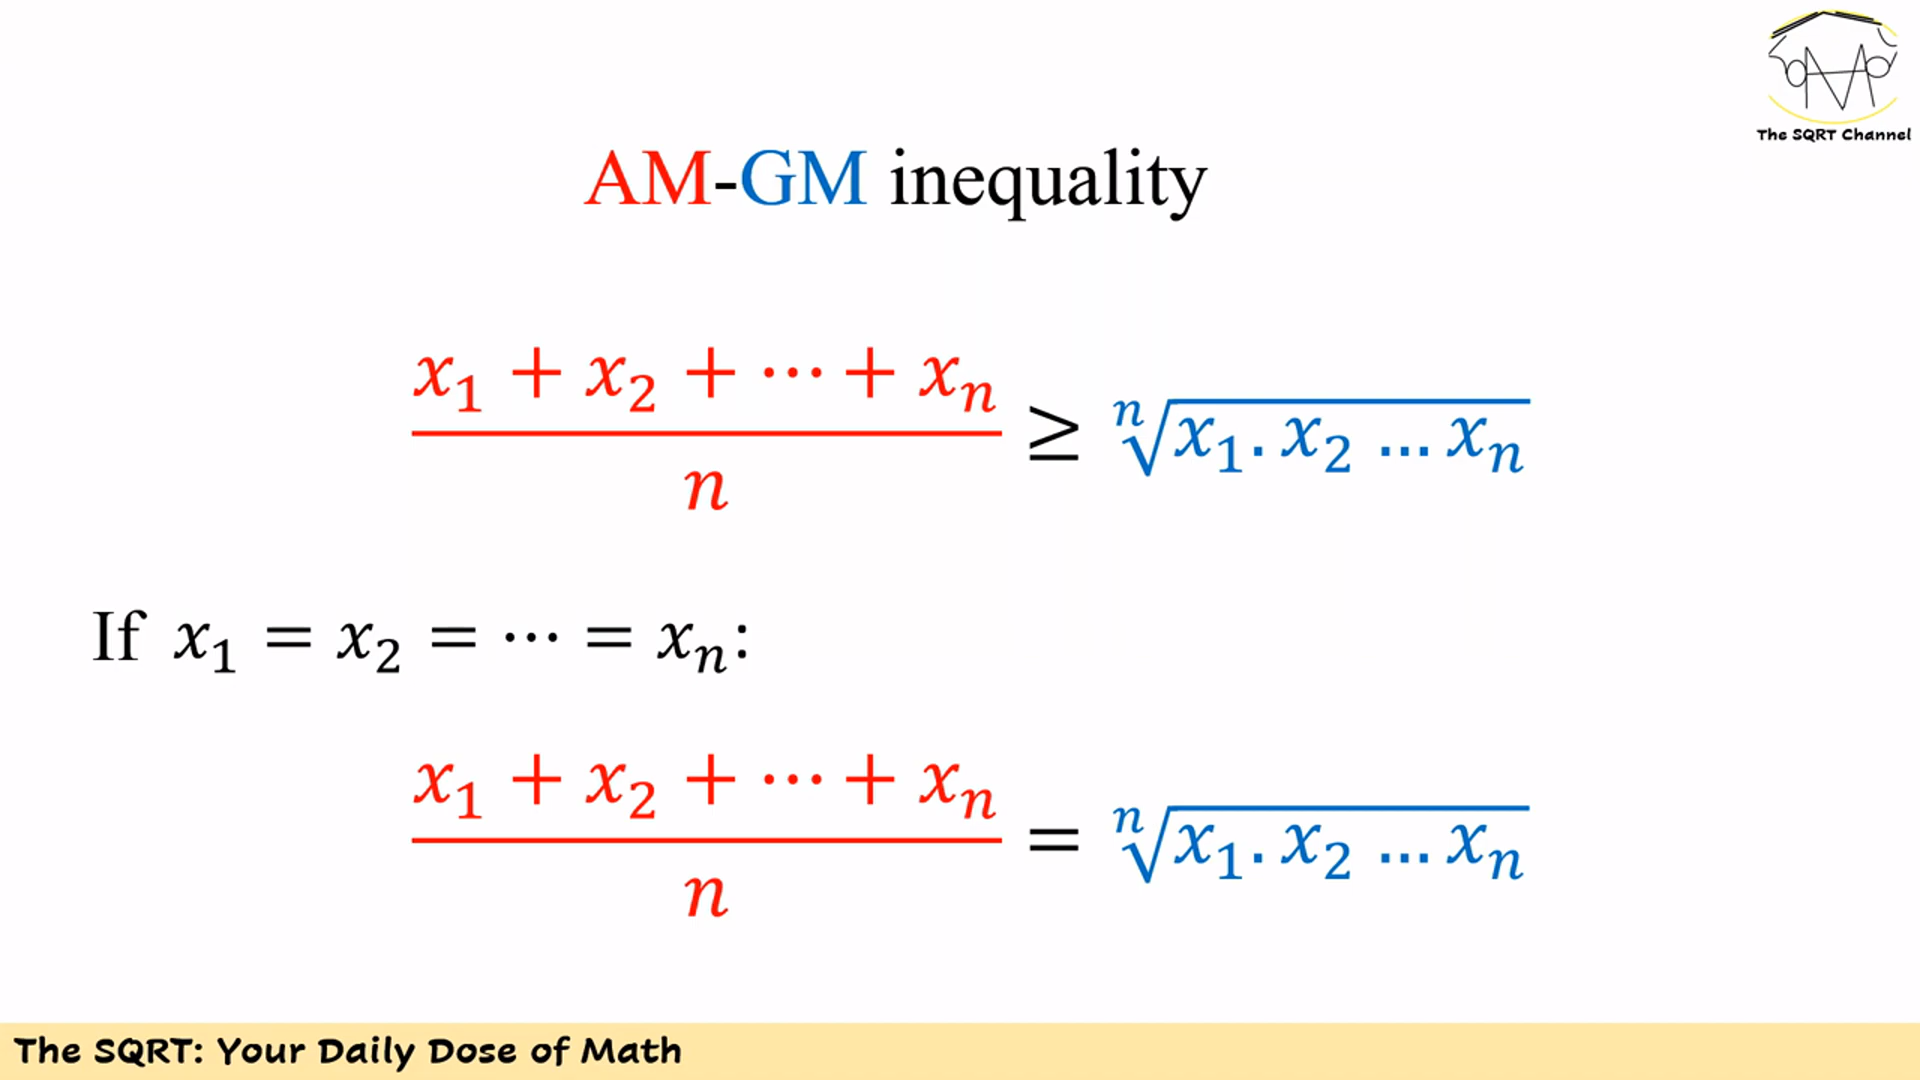 The SQRT Channel
AM-GM inequality
(x₁ + x₂ + ⋯ + xₙ)/n ≥ ⁿ√(x₁. x₂ … xₙ)
If x₁ = x₂ = ⋯ = xₙ:
(x₁ + x₂ + ⋯ + xₙ)/n = ⁿ√(x₁. x₂ … xₙ)
The SQRT: Your Daily Dose of Math